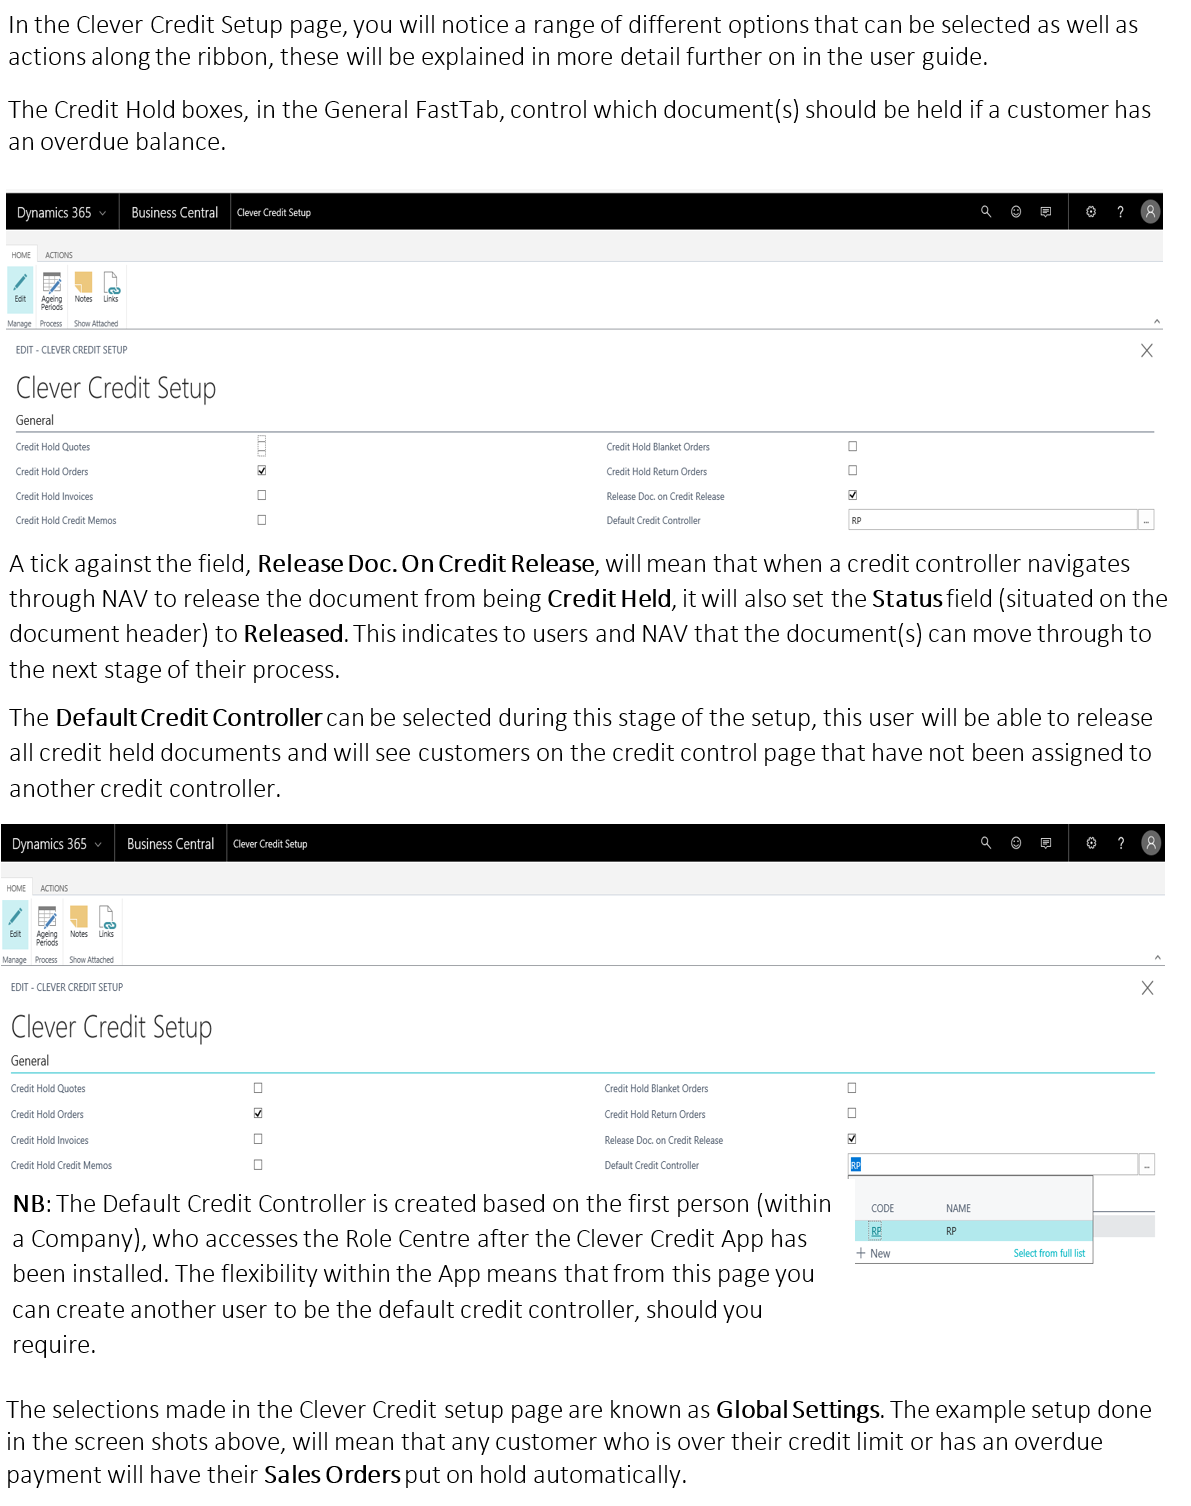 In the Clever Credit Setup page, you will notice a range of different options that can be selected as well as
actions along the ribbon, these will be explained in more detail further on in the user guide.
The Credit Hold boxes, in the General FastTab, control which document(s) should be held if a customer has
an overdue balance.
Dynamics 365 Business Central Clever Credit Setup ?
HOME ACTIONS
Edit Ageing Periods Notes Links
Manage Process Show Attached
EDIT - CLEVER CREDIT SETUP
Clever Credit Setup
General
Credit Hold Quotes Credit Hold Blanket Orders
Credit Hold Orders Credit Hold Return Orders
Credit Hold Invoices Release Doc. on Credit Release
Credit Hold Credit Memos Default Credit Controller RP ...
A tick against the field, Release Doc. On Credit Release, will mean that when a credit controller navigates
through NAV to release the document from being Credit Held, it will also set the Status field (situated on the
document header) to Released. This indicates to users and NAV that the document(s) can move through to
the next stage of their process.
The Default Credit Controller can be selected during this stage of the setup, this user will be able to release
all credit held documents and will see customers on the credit control page that have not been assigned to
another credit controller.
Dynamics 365 Business Central Clever Credit Setup ?
HOME ACTIONS
Edit Ageing Periods Notes Links
Manage Process Show Attached
EDIT - CLEVER CREDIT SETUP
Clever Credit Setup
General
Credit Hold Quotes Credit Hold Blanket Orders
Credit Hold Orders Credit Hold Return Orders
Credit Hold Invoices Release Doc. on Credit Release
Credit Hold Credit Memos Default Credit Controller RP ...
CODE NAME
RP RP
+ New Select from full list
NB: The Default Credit Controller is created based on the first person (within
a Company), who accesses the Role Centre after the Clever Credit App has
been installed. The flexibility within the App means that from this page you
can create another user to be the default credit controller, should you
require.
The selections made in the Clever Credit setup page are known as Global Settings. The example setup done
in the screen shots above, will mean that any customer who is over their credit limit or has an overdue
payment will have their Sales Orders put on hold automatically.